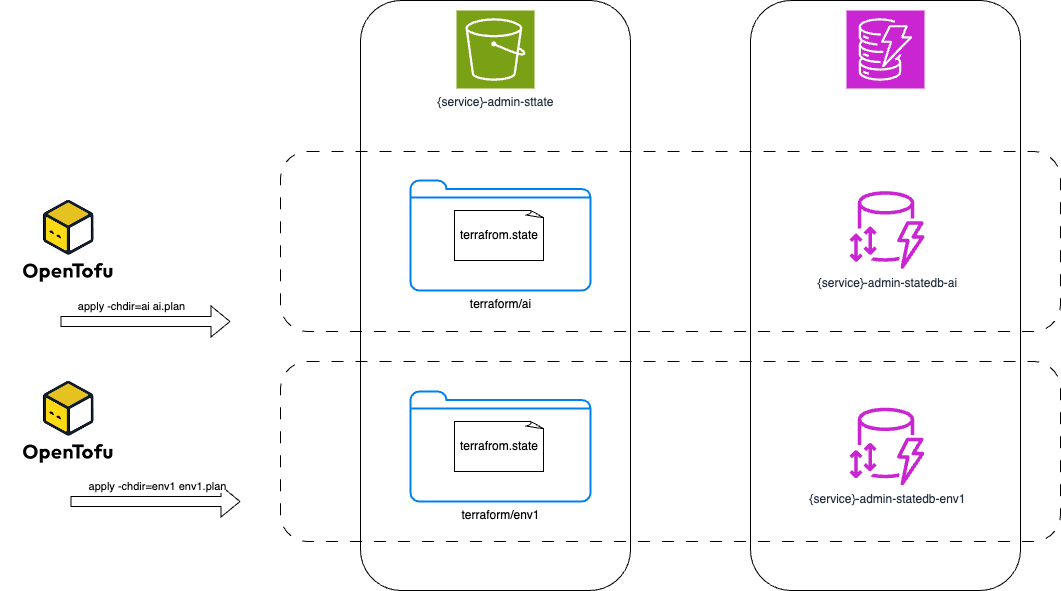 {service}-admin-sttate
OpenTofu
apply -chdir=ai ai.plan
terrafrom.state
terraform/ai
{service}-admin-statedb-ai
OpenTofu
apply -chdir=env1 env1.plan
terrafrom.state
terraform/env1
{service}-admin-statedb-env1